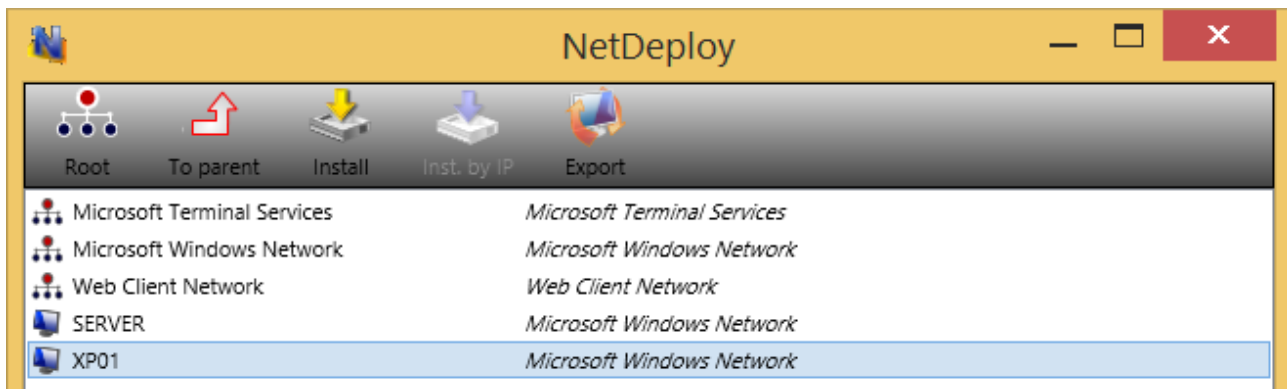 NetDeploy
Root To parent Install Inst. by IP Export
Microsoft Terminal Services Microsoft Terminal Services
Microsoft Windows Network Microsoft Windows Network
Web Client Network Web Client Network
SERVER Microsoft Windows Network
XP01 Microsoft Windows Network